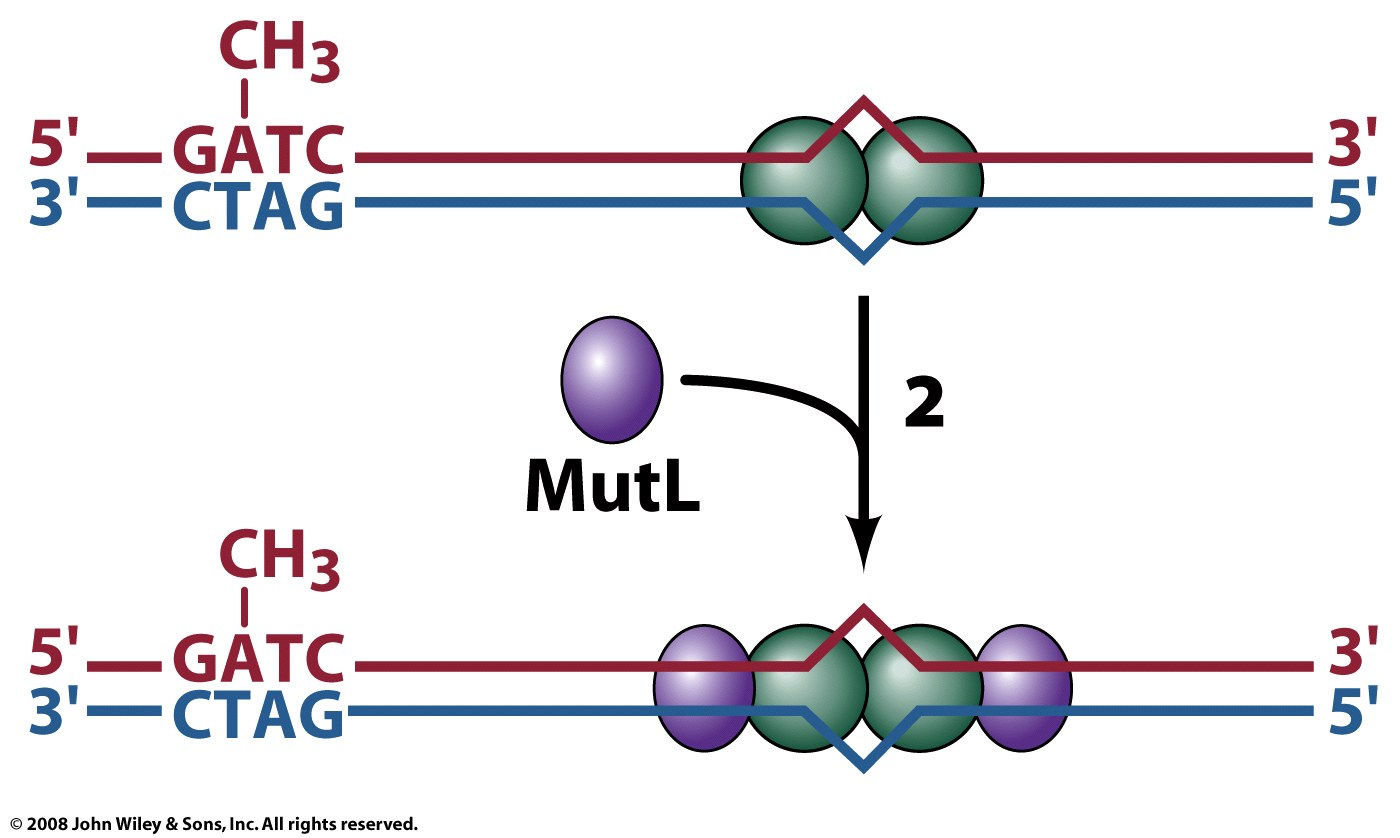 CH3
5' GATC 3'
3' CTAG 5'
2
MutL
CH3
5' GATC 3'
3' CTAG 5'
© 2008 John Wiley & Sons, Inc. All rights reserved.